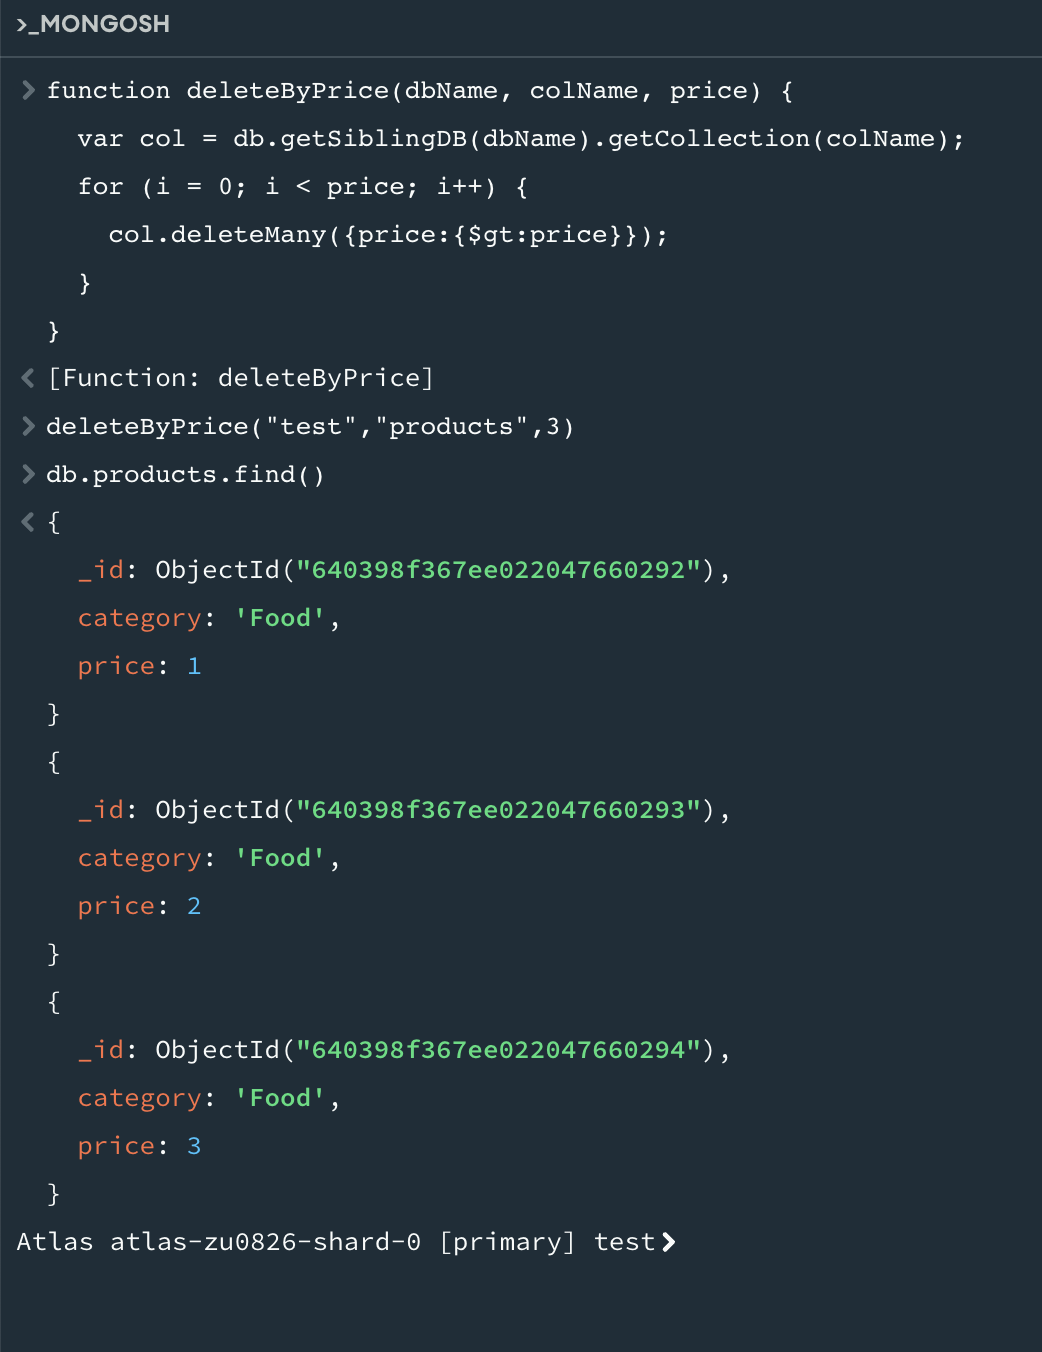 >_MONGOSH
> function deleteByPrice(dbName, colName, price) {
    var col = db.getSiblingDB(dbName).getCollection(colName);
    for (i = 0; i < price; i++) {
      col.deleteMany({price:{$gt:price}});
    }
  }
< [Function: deleteByPrice]
> deleteByPrice("test","products",3)
> db.products.find()
< {
    _id: ObjectId("640398f367ee022047660292"),
    category: 'Food',
    price: 1
  }
  {
    _id: ObjectId("640398f367ee022047660293"),
    category: 'Food',
    price: 2
  }
  {
    _id: ObjectId("640398f367ee022047660294"),
    category: 'Food',
    price: 3
  }
Atlas atlas-zu0826-shard-0 [primary] test>